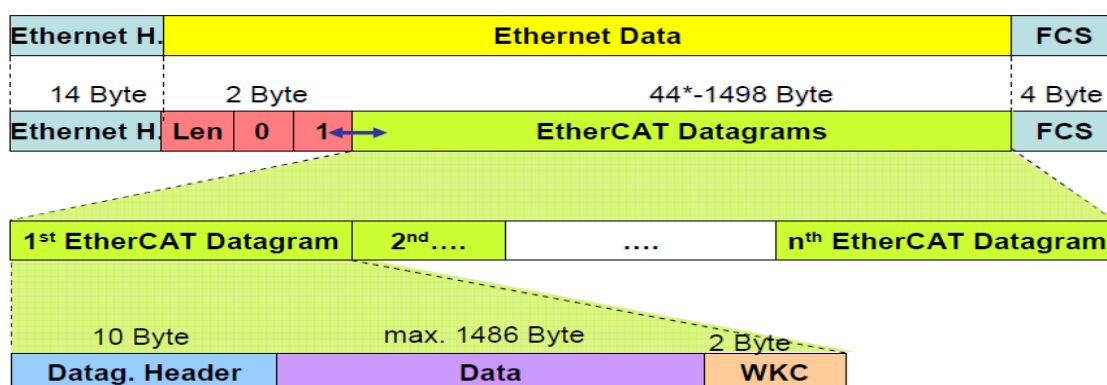 Ethernet H. Ethernet Data FCS
14 Byte 2 Byte 44*-1498 Byte 4 Byte
Ethernet H. Len 0 1 EtherCAT Datagrams FCS
1st EtherCAT Datagram 2nd.... .... nth EtherCAT Datagram
10 Byte max. 1486 Byte 2 Byte
Datag. Header Data WKC